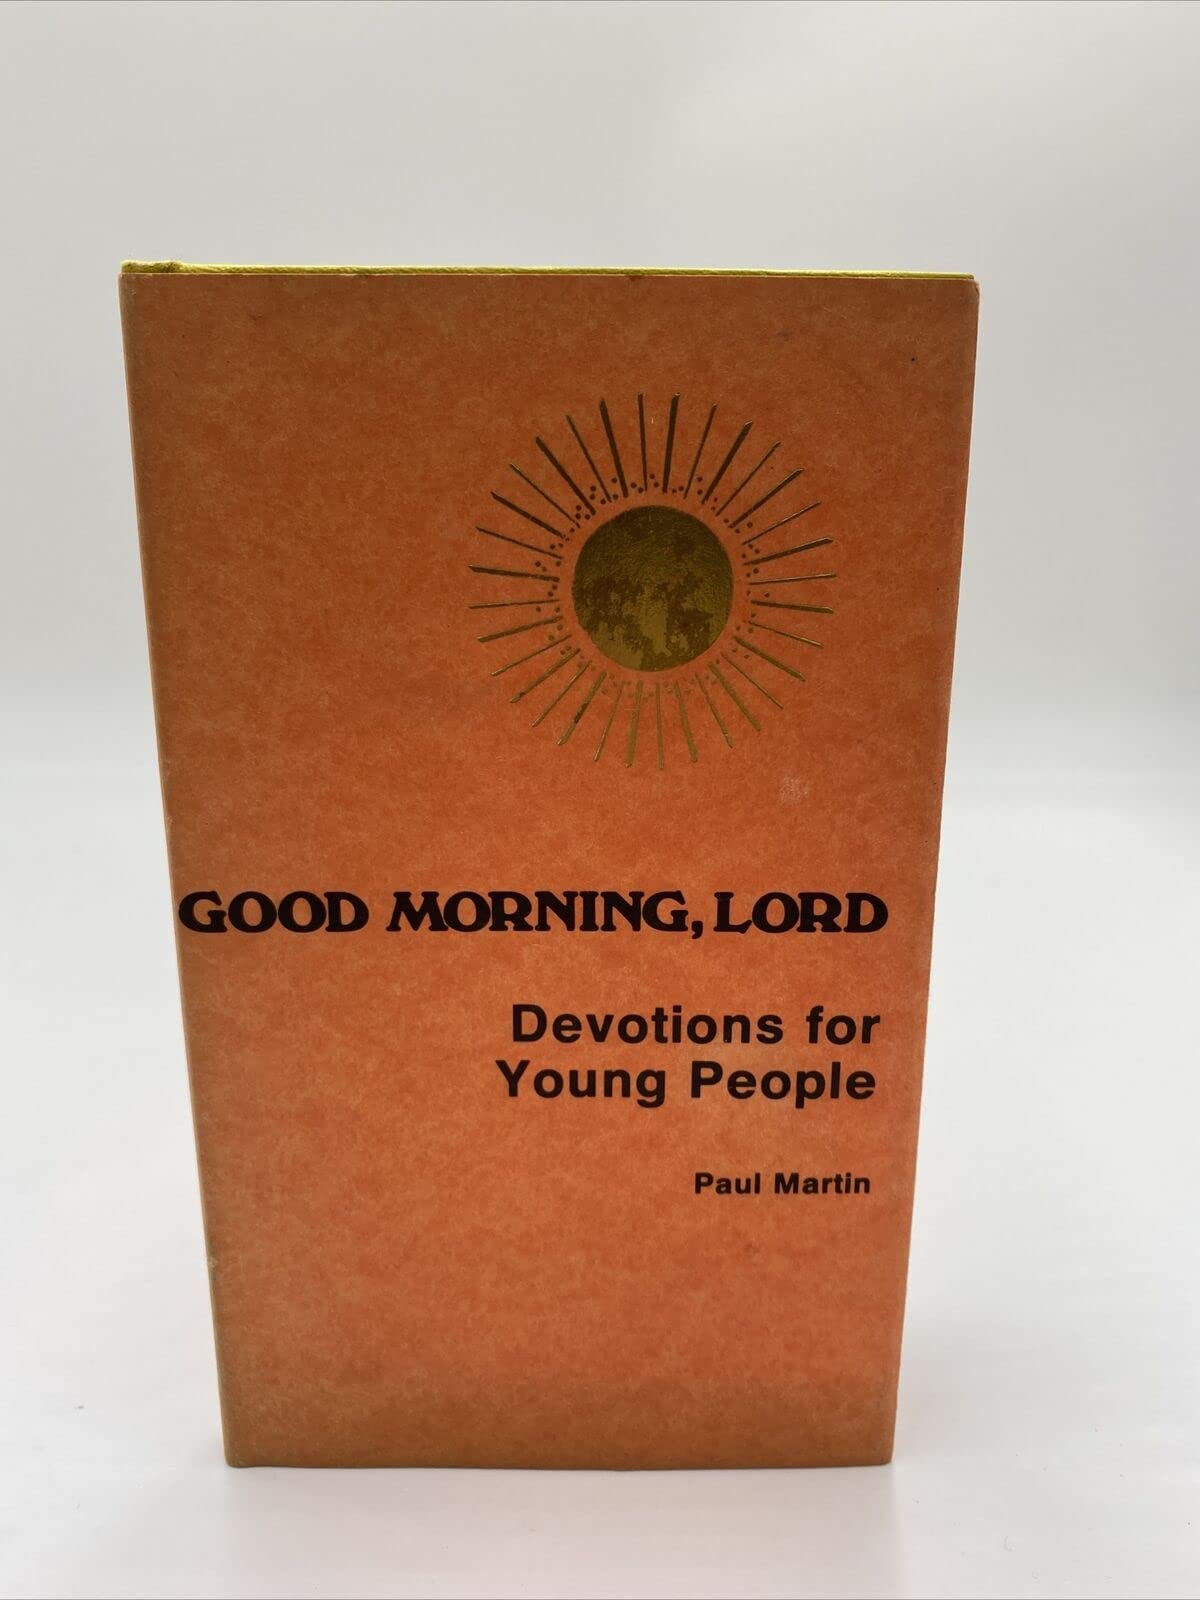 GOOD MORNING, LORD
Devotions for
Young People
Paul Martin